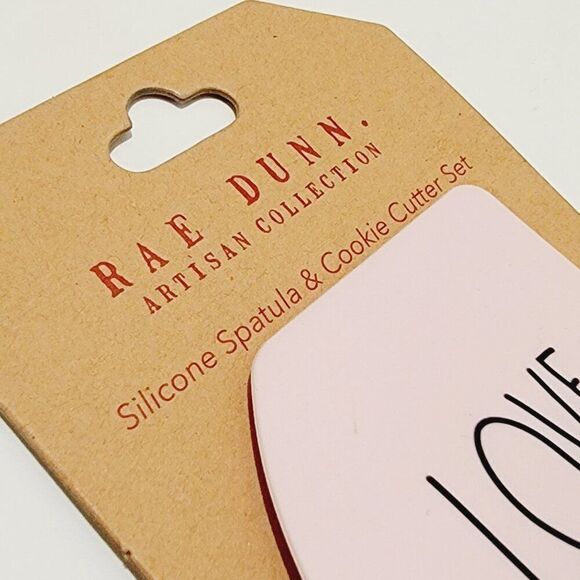 RAE DUNN.
ARTISAN COLLECTION
Silicone Spatula & Cookie Cutter Set
LOVE